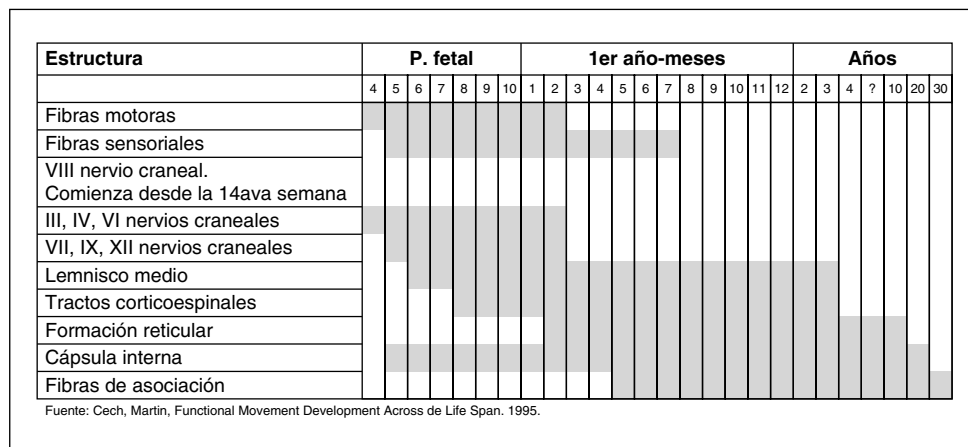 Estructura P. fetal 1er año-meses Años
4 5 6 7 8 9 10 1 2 3 4 5 6 7 8 9 10 11 12 2 3 4 ? 10 20 30
Fibras motoras
Fibras sensoriales
VIII nervio craneal.
Comienza desde la 14ava semana
III, IV, VI nervios craneales
VII, IX, XII nervios craneales
Lemnisco medio
Tractos corticoespinales
Formación reticular
Cápsula interna
Fibras de asociación
Fuente: Cech, Martin, Functional Movement Development Across de Life Span. 1995.